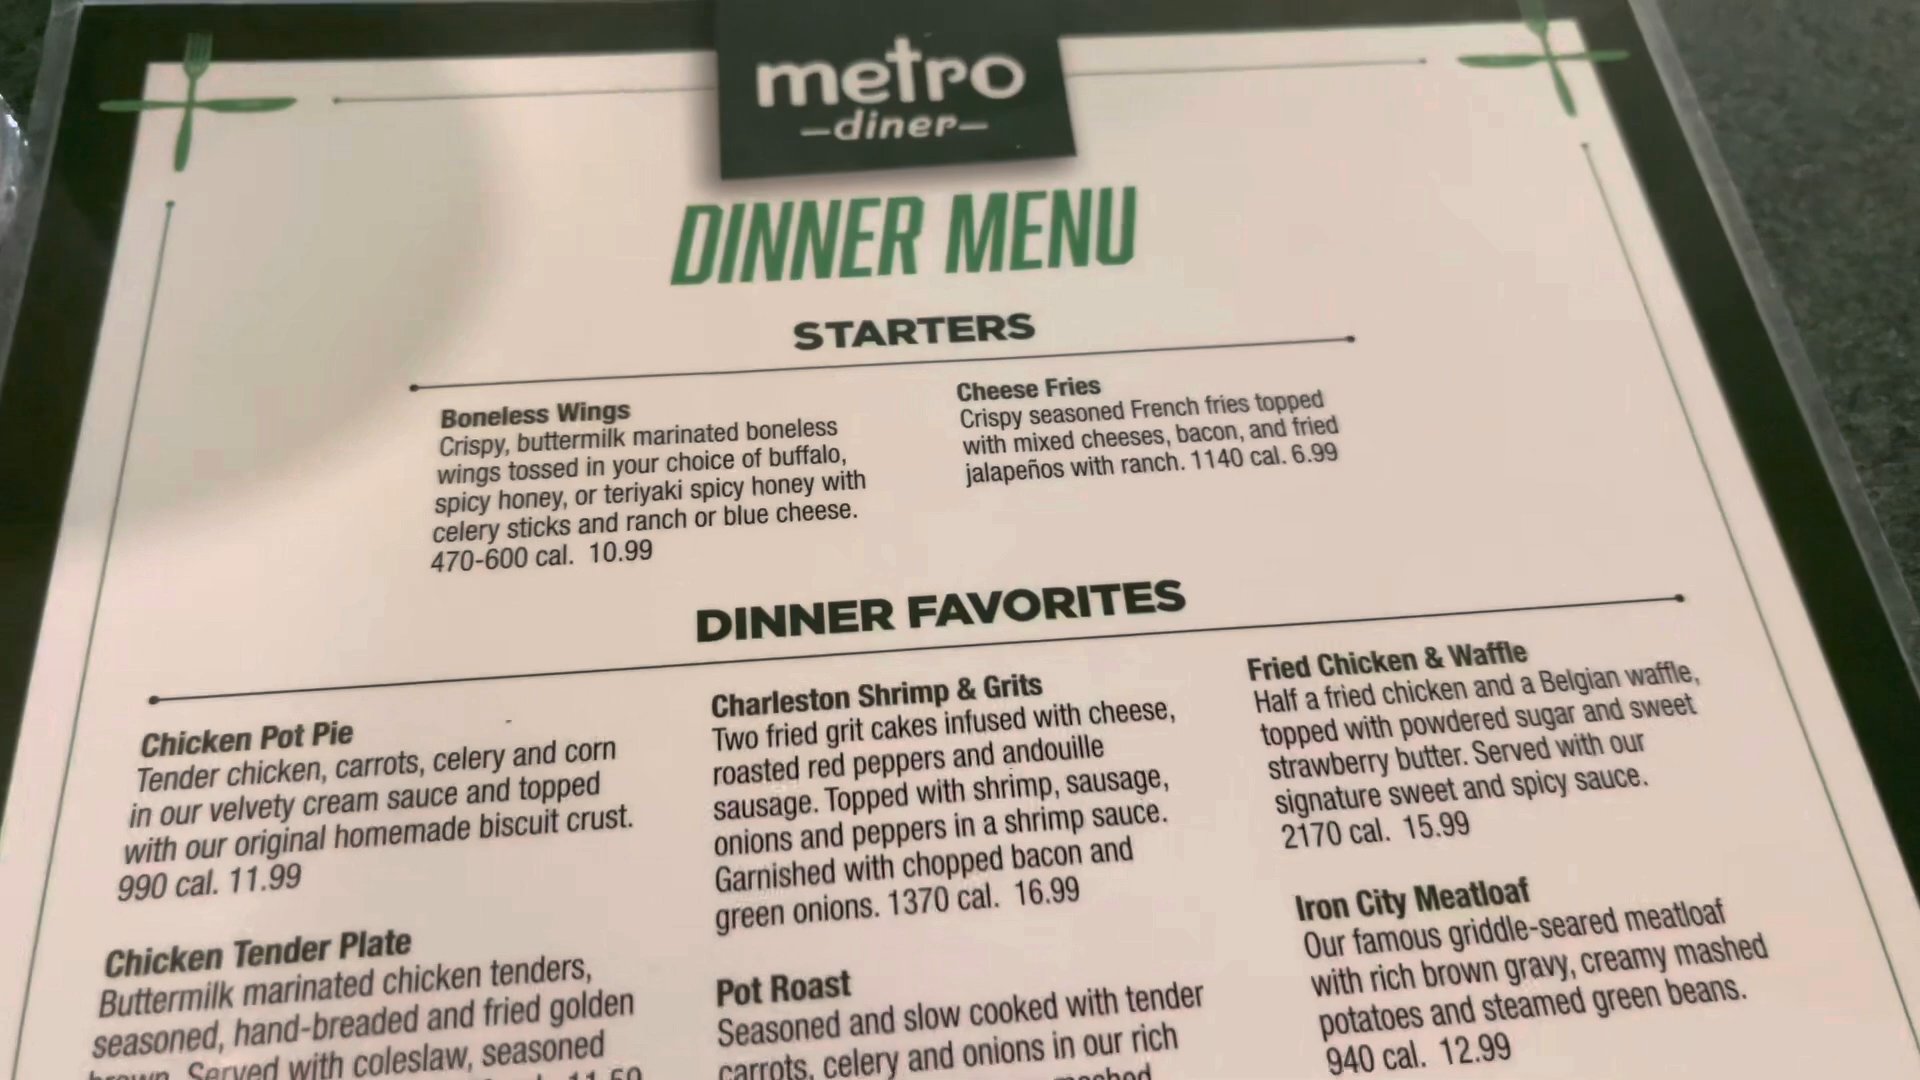 metro
-diner-
DINNER MENU
STARTERS
Boneless Wings
Crispy, buttermilk marinated boneless
wings tossed in your choice of buffalo,
spicy honey, or teriyaki spicy honey with
celery sticks and ranch or blue cheese.
470-600 cal. 10.99
Cheese Fries
Crispy seasoned French fries topped
with mixed cheeses, bacon, and fried
jalapeños with ranch. 1140 cal. 6.99
DINNER FAVORITES
Chicken Pot Pie
Tender chicken, carrots, celery and corn
in our velvety cream sauce and topped
with our original homemade biscuit crust.
990 cal. 11.99
Chicken Tender Plate
Buttermilk marinated chicken tenders,
seasoned, hand-breaded and fried golden
brown. Served with coleslaw, seasoned
11.50
Charleston Shrimp & Grits
Two fried grit cakes infused with cheese,
roasted red peppers and andouille
sausage. Topped with shrimp, sausage,
onions and peppers in a shrimp sauce.
Garnished with chopped bacon and
green onions. 1370 cal. 16.99
Pot Roast
Seasoned and slow cooked with tender
carrots, celery and onions in our rich
mashed
Fried Chicken & Waffle
Half a fried chicken and a Belgian waffle,
topped with powdered sugar and sweet
strawberry butter. Served with our
signature sweet and spicy sauce.
2170 cal. 15.99
Iron City Meatloaf
Our famous griddle-seared meatloaf
with rich brown gravy, creamy mashed
potatoes and steamed green beans.
940 cal. 12.99